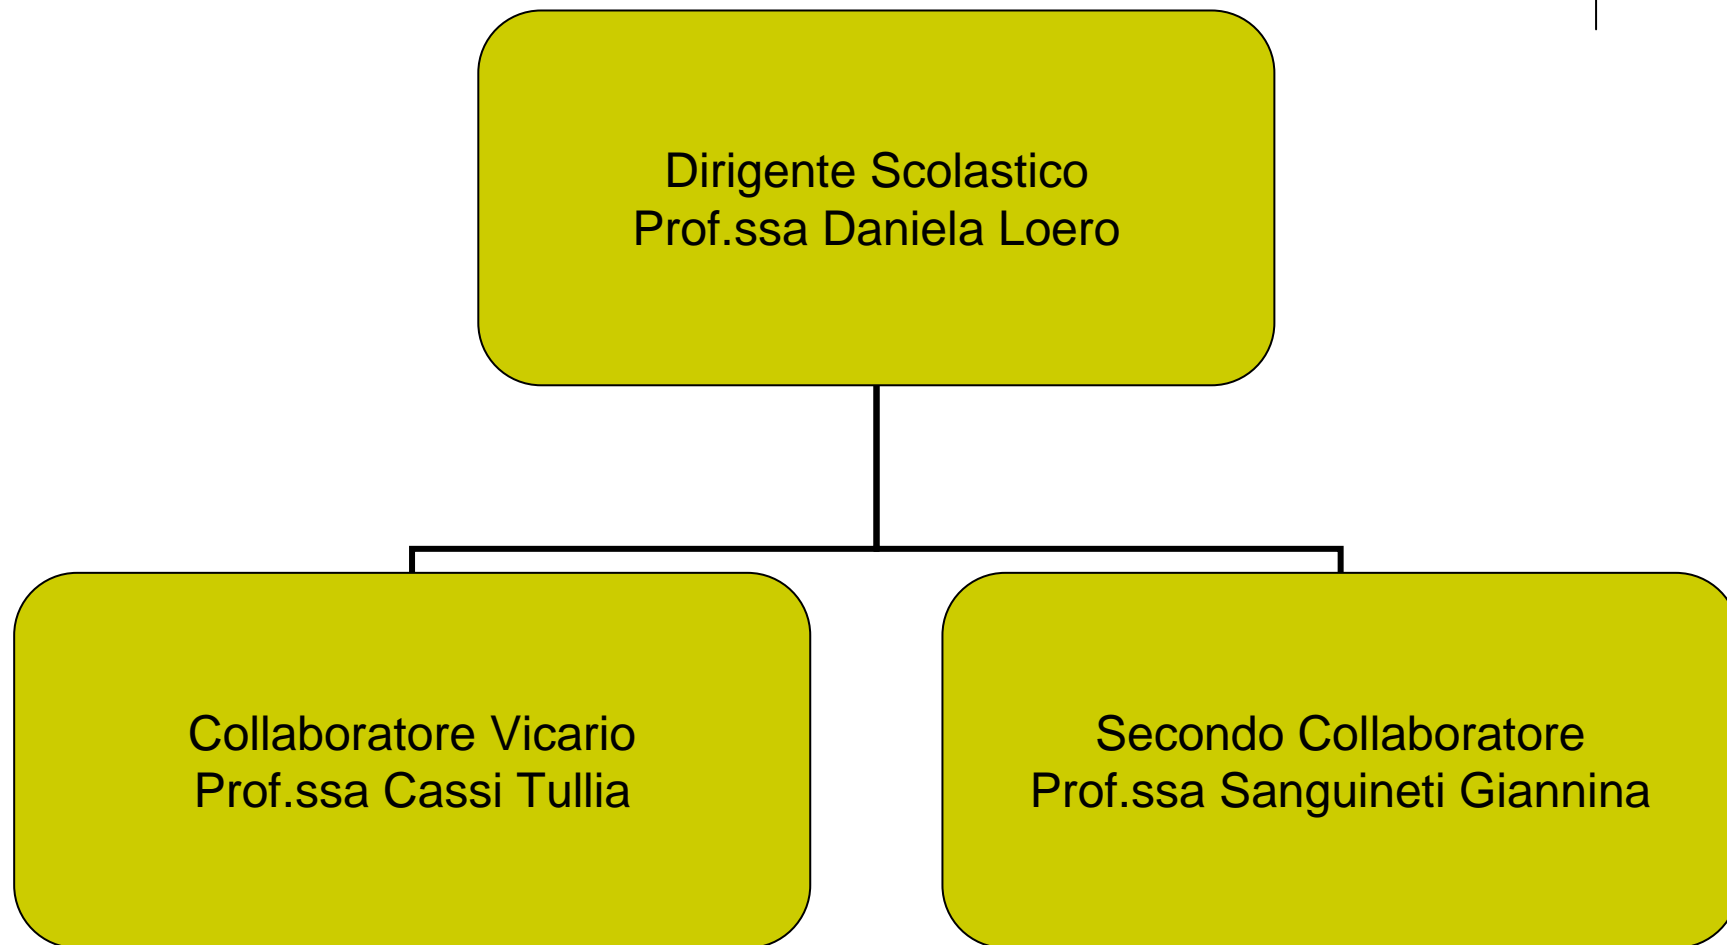 Dirigente Scolastico
Prof.ssa Daniela Loero
Collaboratore Vicario
Prof.ssa Cassi Tullia
Secondo Collaboratore
Prof.ssa Sanguineti Giannina